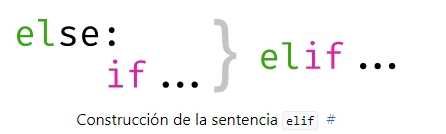 else:
if ... } elif ...
Construcción de la sentencia elif #